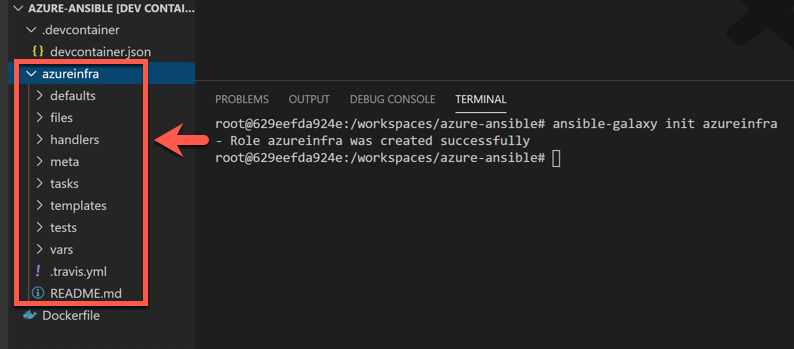 AZURE-ANSIBLE [DEV CONTAI...
.devcontainer
{} devcontainer.json
azureinfra
defaults
files
handlers
meta
tasks
templates
tests
vars
! .travis.yml
README.md
Dockerfile
PROBLEMS OUTPUT DEBUG CONSOLE TERMINAL
root@629eefda924e:/workspaces/azure-ansible# ansible-galaxy init azureinfra
- Role azureinfra was created successfully
root@629eefda924e:/workspaces/azure-ansible#